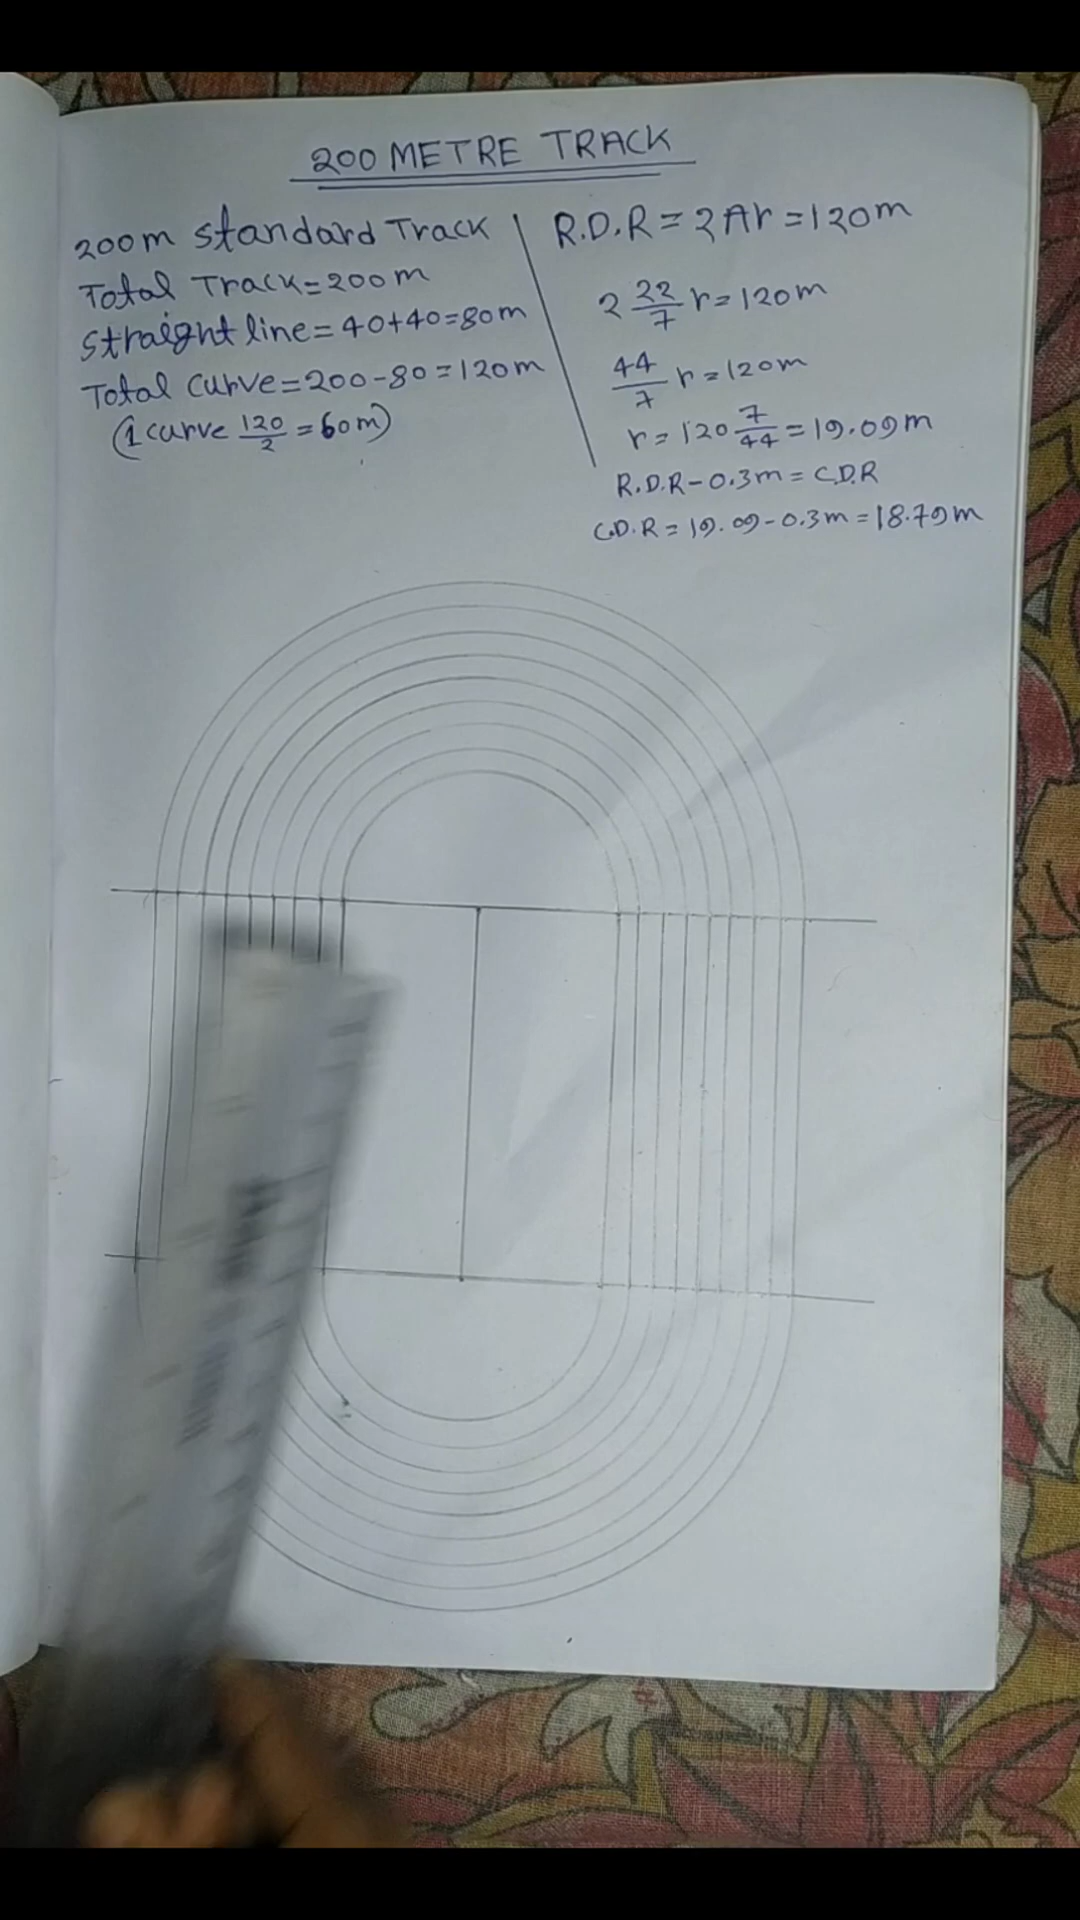 200 METRE TRACK
200m standard Track
Total Track=200m
straight line=40+40=80m
Total Curve=200-80=120m
(1 curve 120/2=60m)
R.D.R=2πr=120m
2 22/7 r=120m
44/7 r=120m
r=120 7/44=19.09m
R.D.R-0.3m=C.D.R
C.D.R=19.09-0.3m=18.79m